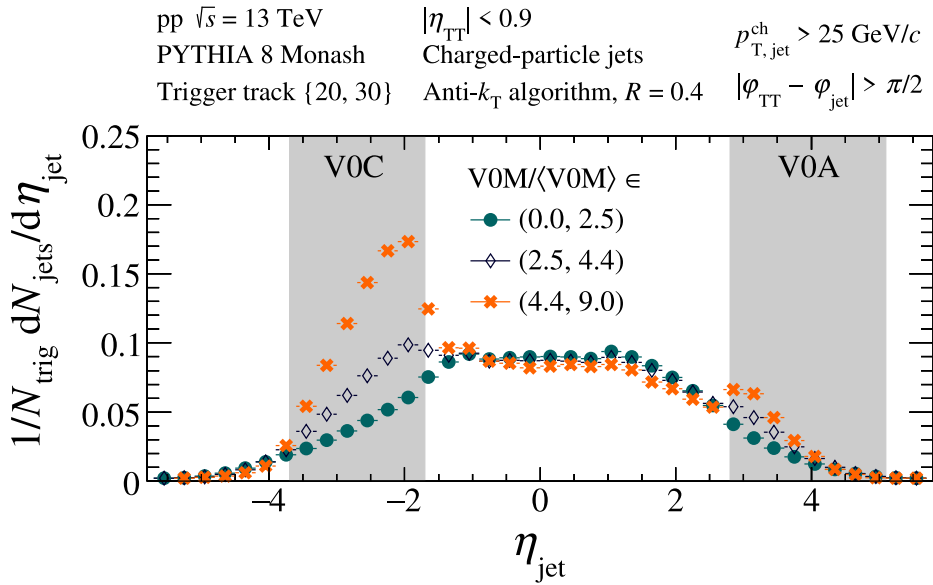 pp √s = 13 TeV
PYTHIA 8 Monash
Trigger track {20, 30}
|η_TT| < 0.9
Charged-particle jets
Anti-k_T algorithm, R = 0.4
p_{T, jet}^{ch} > 25 GeV/c
|φ_TT − φ_jet| > π/2
V0C
V0A
V0M/⟨V0M⟩ ∈
(0.0, 2.5)
(2.5, 4.4)
(4.4, 9.0)
0.25
0.2
0.15
0.1
0.05
0
1/N_trig dN_jets/dη_jet
−4
−2
0
2
4
η_jet